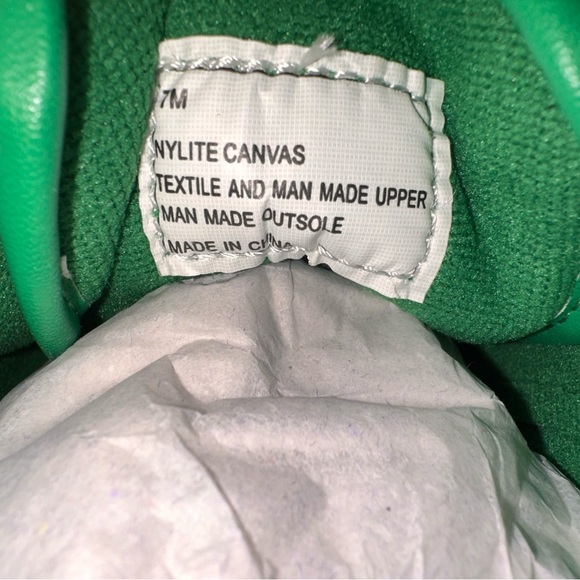 7M
NYLITE CANVAS
TEXTILE AND MAN MADE UPPER
MAN MADE OUTSOLE
MADE IN CHINA